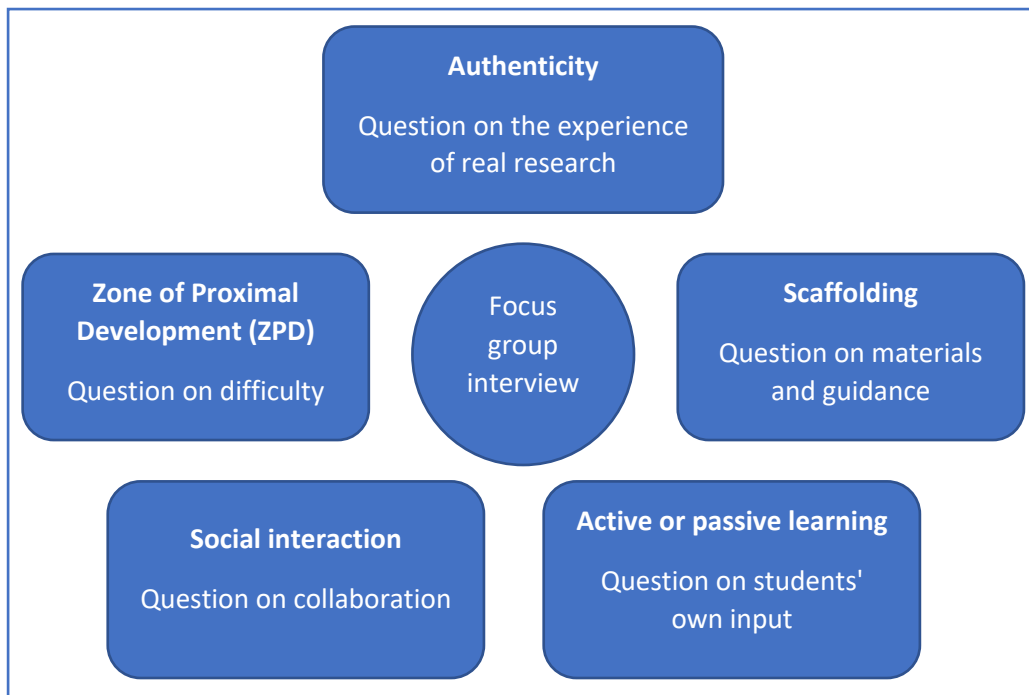 Authenticity
Question on the experience
of real research
Zone of Proximal
Development (ZPD)
Question on difficulty
Focus
group
interview
Scaffolding
Question on materials
and guidance
Social interaction
Question on collaboration
Active or passive learning
Question on students'
own input